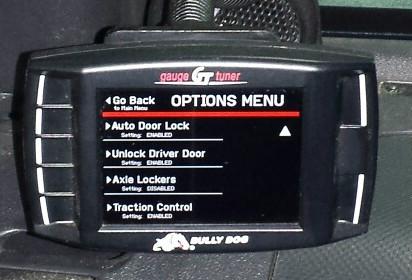 gauge GT tuner
Go Back
to Main Menu
OPTIONS MENU
Auto Door Lock
Setting: ENABLED
Unlock Driver Door
Setting: ENABLED
Axle Lockers
Setting: DISABLED
Traction Control
Setting: ENABLED
BULLY DOG